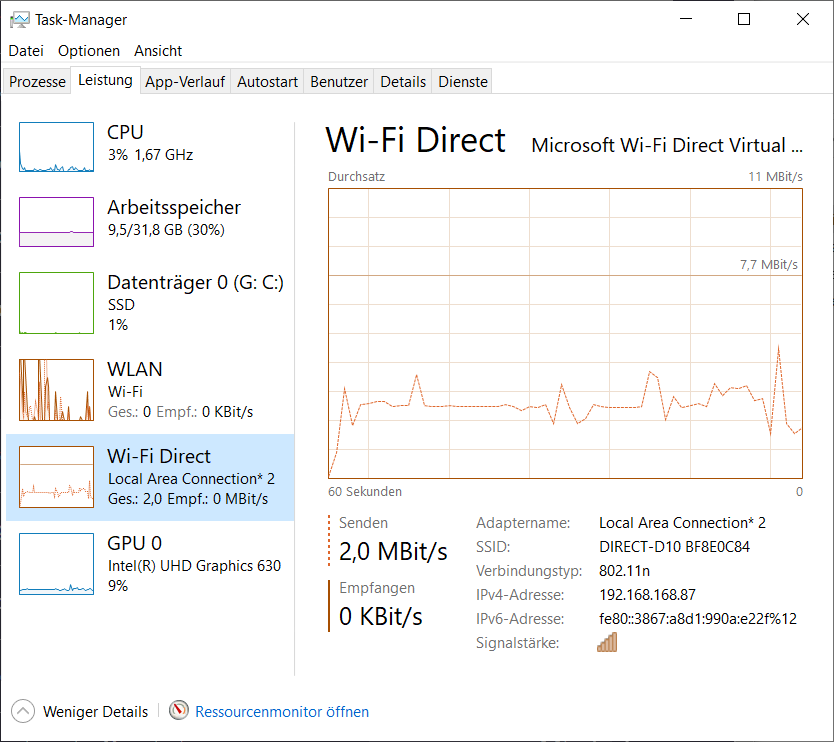 Task-Manager
Datei Optionen Ansicht
Prozesse Leistung App-Verlauf Autostart Benutzer Details Dienste
CPU
3% 1,67 GHz
Arbeitsspeicher
9,5/31,8 GB (30%)
Datenträger 0 (G: C:)
SSD
1%
WLAN
Wi-Fi
Ges.: 0 Empf.: 0 KBit/s
Wi-Fi Direct
Local Area Connection* 2
Ges.: 2,0 Empf.: 0 MBit/s
GPU 0
Intel(R) UHD Graphics 630
9%
Wi-Fi Direct Microsoft Wi-Fi Direct Virtual ...
Durchsatz 11 MBit/s
7,7 MBit/s
60 Sekunden 0
Senden
2,0 MBit/s
Empfangen
0 KBit/s
Adaptername: Local Area Connection* 2
SSID: DIRECT-D10 BF8E0C84
Verbindungstyp: 802.11n
IPv4-Adresse: 192.168.168.87
IPv6-Adresse: fe80::3867:a8d1:990a:e22f%12
Signalstärke:
Weniger Details Ressourcenmonitor öffnen